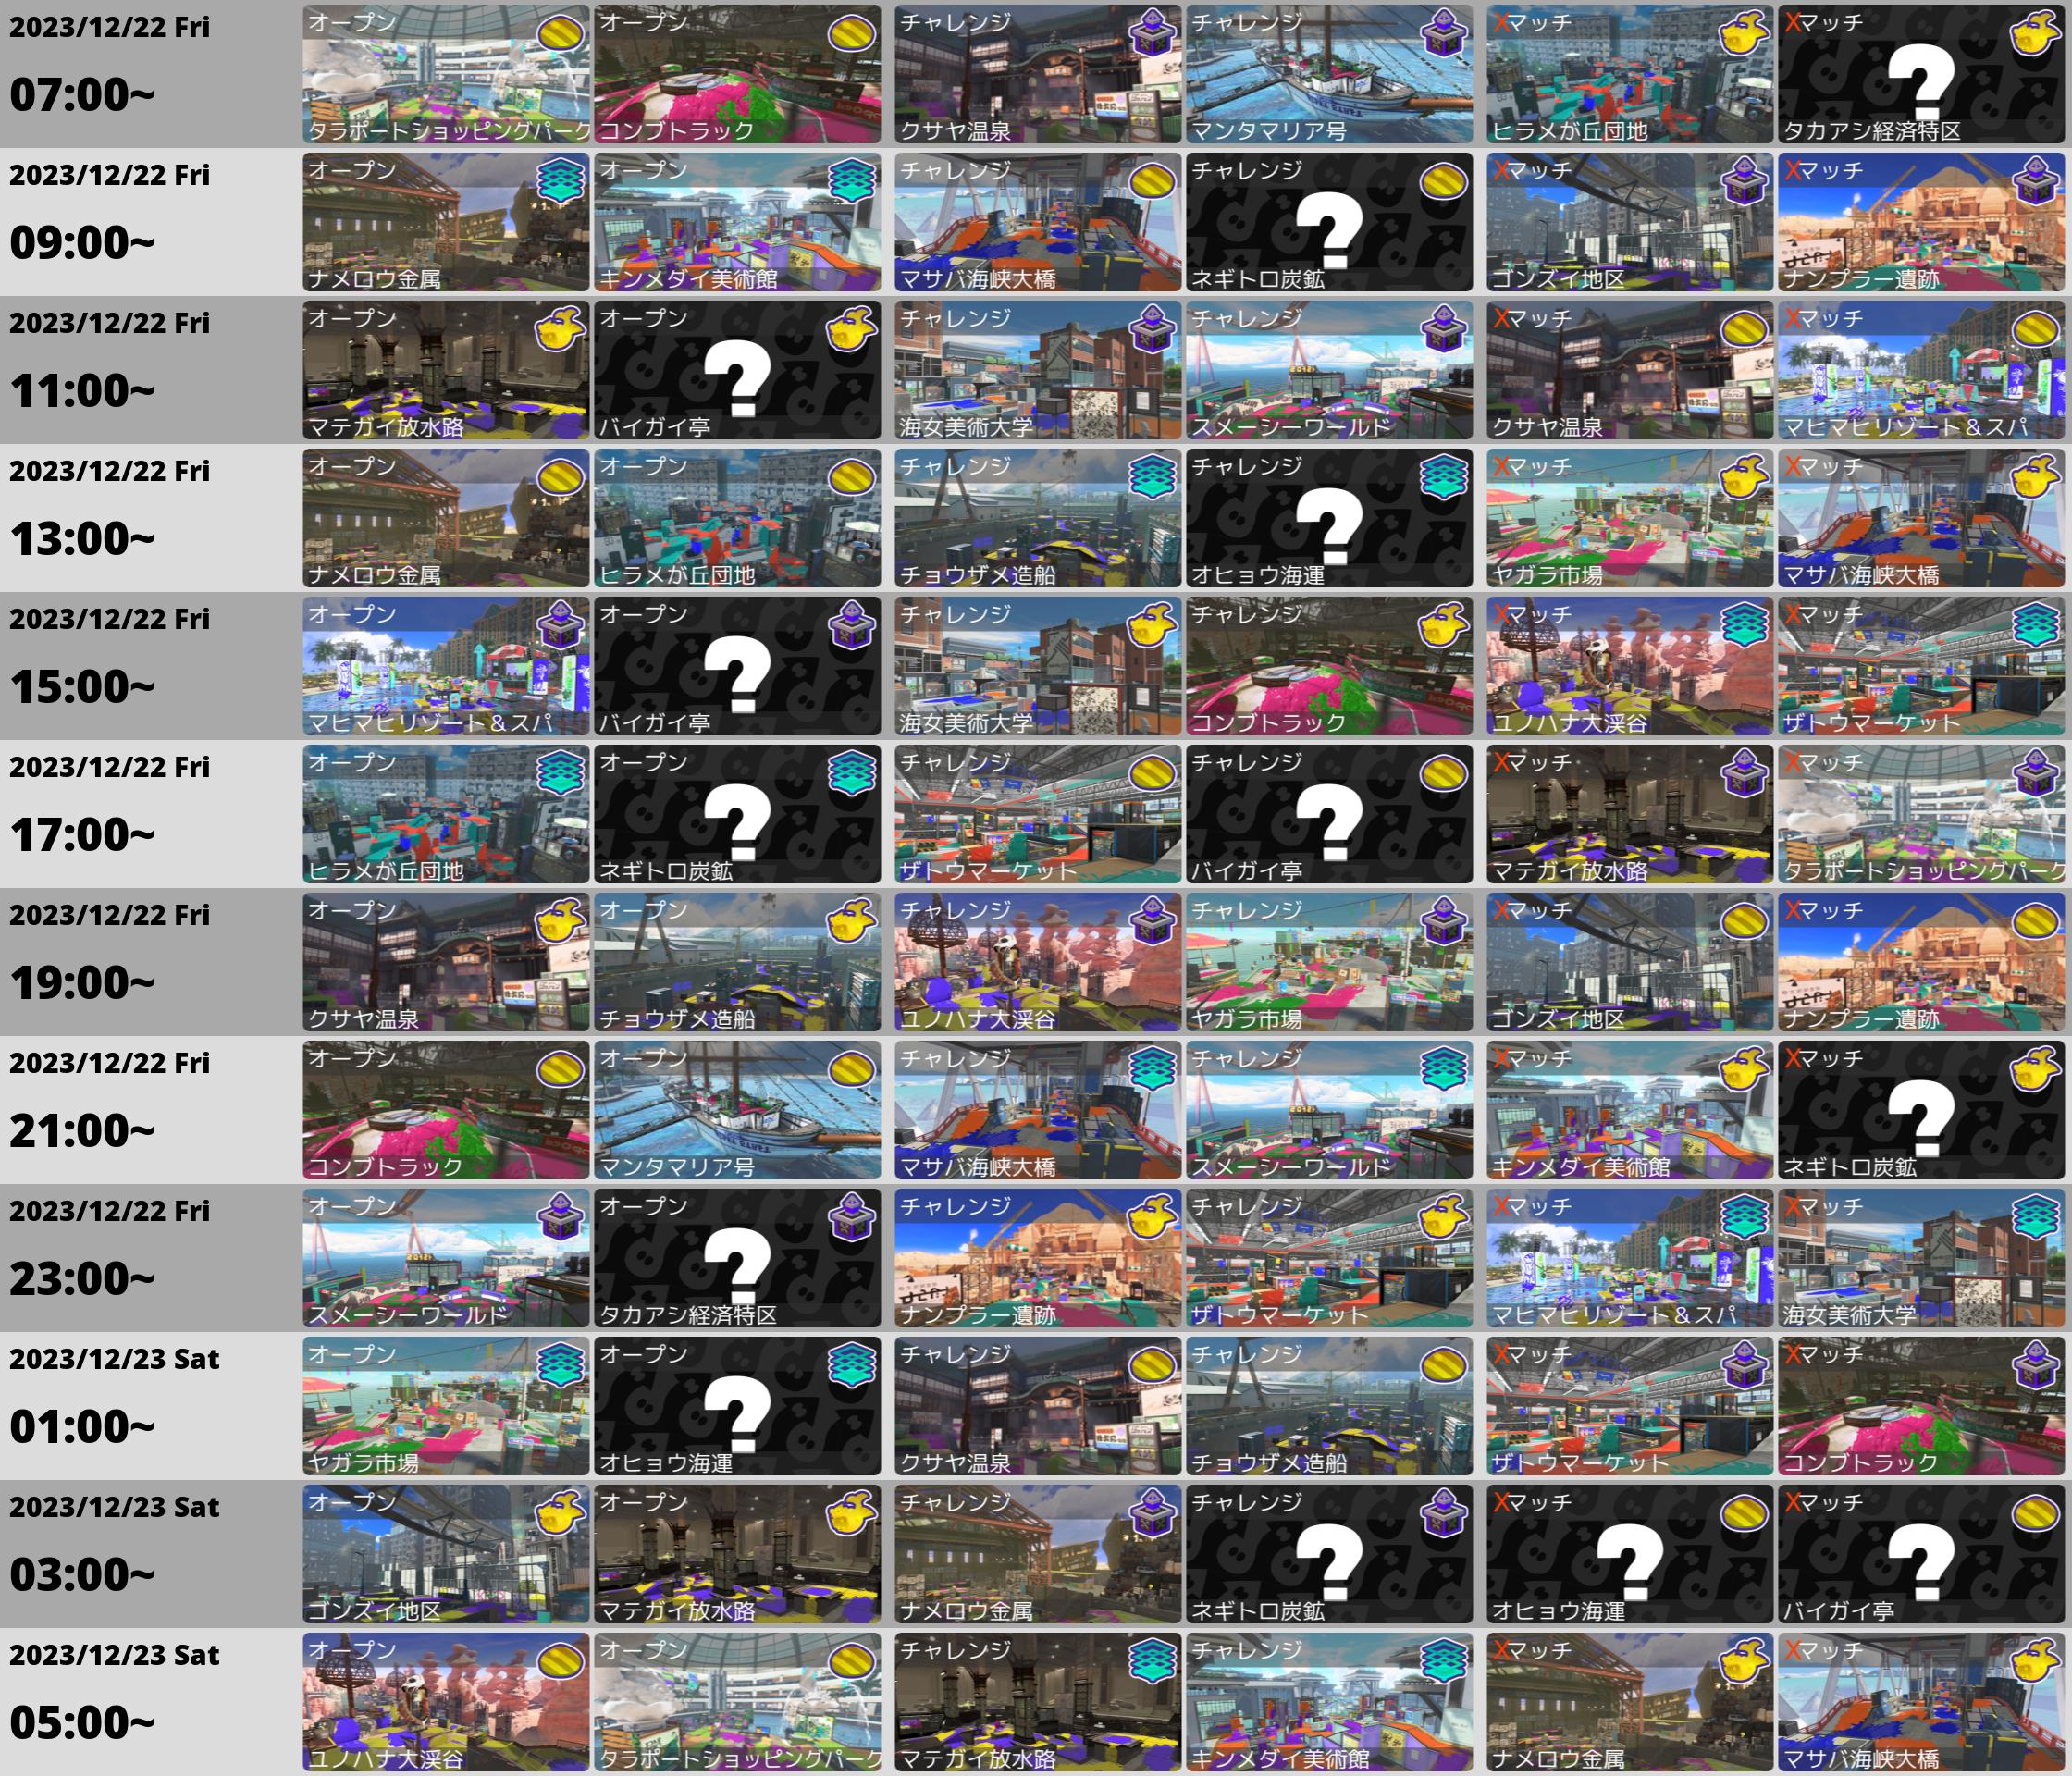 2023/12/22 Fri
07:00~
オープン
タラポートショッピングパーク
オープン
コンブトラック
チャレンジ
クサヤ温泉
チャレンジ
マンタマリア号
Xマッチ
ヒラメが丘団地
Xマッチ
?
タカアシ経済特区
2023/12/22 Fri
09:00~
オープン
ナメロウ金属
オープン
キンメダイ美術館
チャレンジ
マサバ海峡大橋
チャレンジ
?
ネギトロ炭鉱
Xマッチ
ゴンズイ地区
Xマッチ
ナンプラー遺跡
2023/12/22 Fri
11:00~
オープン
マテガイ放水路
オープン
?
バイガイ亭
チャレンジ
海女美術大学
チャレンジ
スメーシーワールド
Xマッチ
クサヤ温泉
Xマッチ
マヒマヒリゾート＆スパ
2023/12/22 Fri
13:00~
オープン
ナメロウ金属
オープン
ヒラメが丘団地
チャレンジ
チョウザメ造船
チャレンジ
?
オヒョウ海運
Xマッチ
ヤガラ市場
Xマッチ
マサバ海峡大橋
2023/12/22 Fri
15:00~
オープン
マヒマヒリゾート＆スパ
オープン
?
バイガイ亭
チャレンジ
海女美術大学
チャレンジ
コンブトラック
Xマッチ
ユノハナ大渓谷
Xマッチ
ザトウマーケット
2023/12/22 Fri
17:00~
オープン
ヒラメが丘団地
オープン
?
ネギトロ炭鉱
チャレンジ
ザトウマーケット
チャレンジ
?
バイガイ亭
Xマッチ
マテガイ放水路
Xマッチ
タラポートショッピングパーク
2023/12/22 Fri
19:00~
オープン
クサヤ温泉
オープン
チョウザメ造船
チャレンジ
ユノハナ大渓谷
チャレンジ
ヤガラ市場
Xマッチ
ゴンズイ地区
Xマッチ
ナンプラー遺跡
2023/12/22 Fri
21:00~
オープン
コンブトラック
オープン
マンタマリア号
チャレンジ
マサバ海峡大橋
チャレンジ
スメーシーワールド
Xマッチ
キンメダイ美術館
Xマッチ
?
ネギトロ炭鉱
2023/12/22 Fri
23:00~
オープン
スメーシーワールド
オープン
?
タカアシ経済特区
チャレンジ
ナンプラー遺跡
チャレンジ
ザトウマーケット
Xマッチ
マヒマヒリゾート＆スパ
Xマッチ
海女美術大学
2023/12/23 Sat
01:00~
オープン
ヤガラ市場
オープン
?
オヒョウ海運
チャレンジ
クサヤ温泉
チャレンジ
チョウザメ造船
Xマッチ
ザトウマーケット
Xマッチ
コンブトラック
2023/12/23 Sat
03:00~
オープン
ゴンズイ地区
オープン
マテガイ放水路
チャレンジ
ナメロウ金属
チャレンジ
?
ネギトロ炭鉱
Xマッチ
?
オヒョウ海運
Xマッチ
?
バイガイ亭
2023/12/23 Sat
05:00~
オープン
ユノハナ大渓谷
オープン
タラポートショッピングパーク
チャレンジ
マテガイ放水路
チャレンジ
キンメダイ美術館
Xマッチ
ナメロウ金属
Xマッチ
マサバ海峡大橋